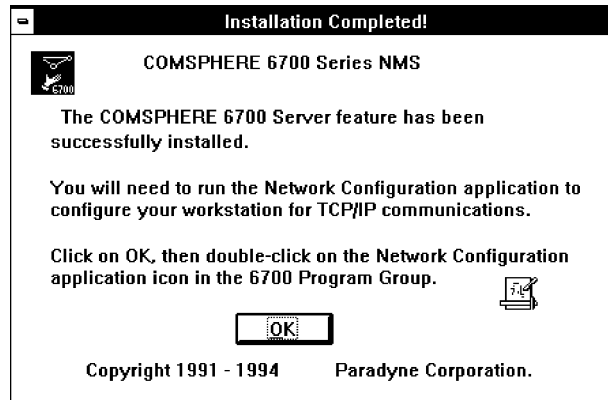 Installation Completed!
COMSPHERE 6700 Series NMS
6700
The COMSPHERE 6700 Server feature has been
successfully installed.
You will need to run the Network Configuration application to
configure your workstation for TCP/IP communications.
Click on OK, then double-click on the Network Configuration
application icon in the 6700 Program Group.
OK
Copyright 1991 - 1994 Paradyne Corporation.